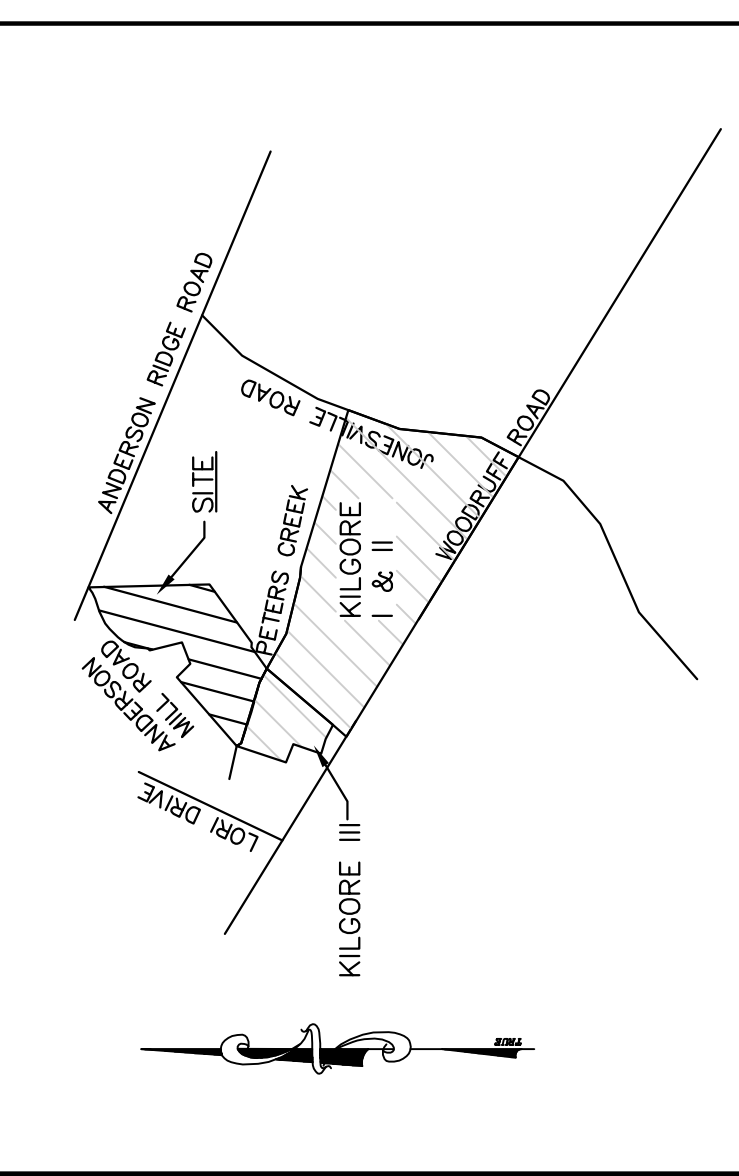 ANDERSON RIDGE ROAD
SITE
JONESVILLE ROAD
PETERS CREEK
KILGORE
I & II
WOODRUFF ROAD
ANDERSON
MILL ROAD
LORI DRIVE
KILGORE III
N
TRUE